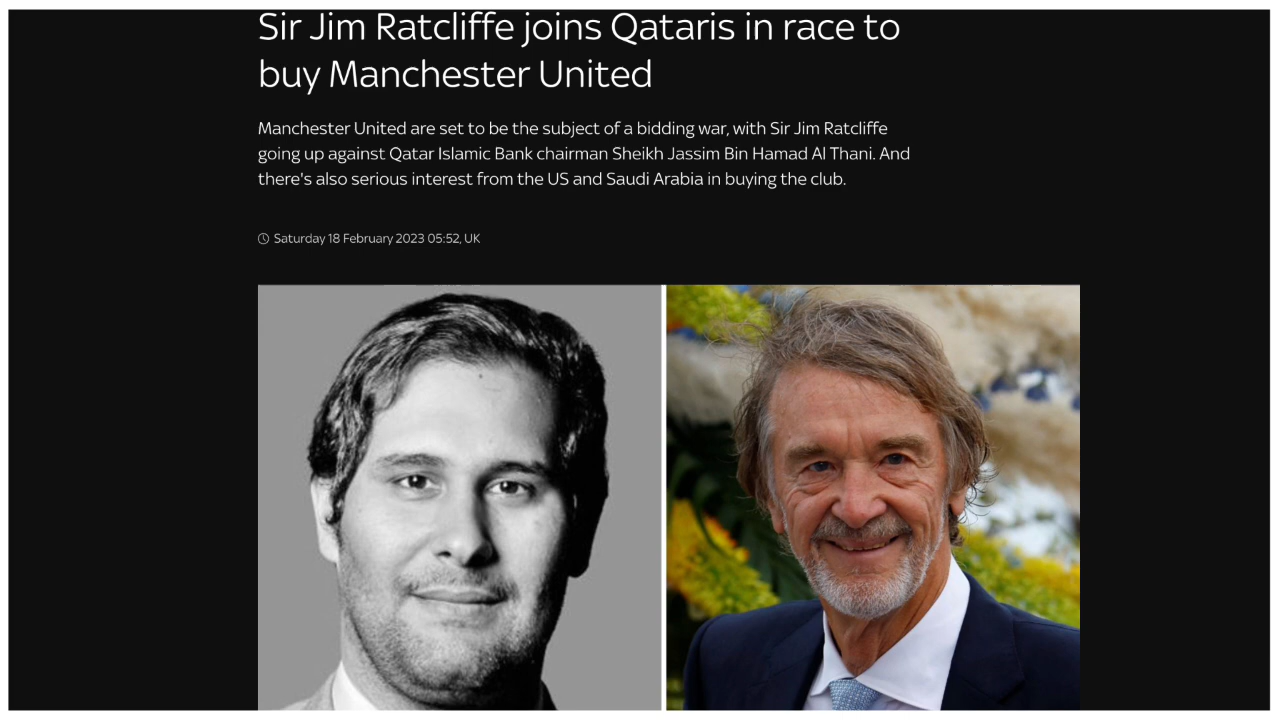 Sir Jim Ratcliffe joins Qataris in race to
buy Manchester United
Manchester United are set to be the subject of a bidding war, with Sir Jim Ratcliffe
going up against Qatar Islamic Bank chairman Sheikh Jassim Bin Hamad Al Thani. And
there's also serious interest from the US and Saudi Arabia in buying the club.
Saturday 18 February 2023 05:52, UK